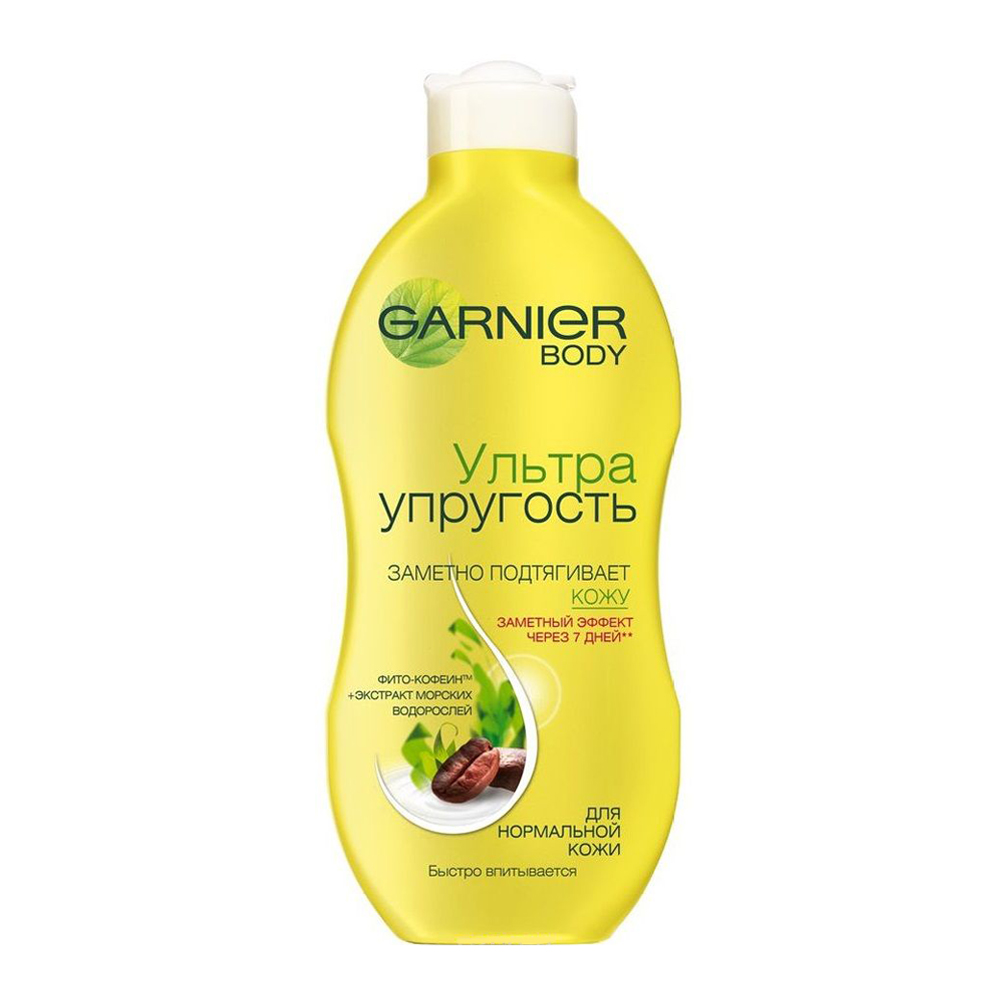 GARNIER
BODY
Ультра
упругость
ЗАМЕТНО ПОДТЯГИВАЕТ
КОЖУ
ЗАМЕТНЫЙ ЭФФЕКТ
ЧЕРЕЗ 7 ДНЕЙ**
ФИТО-КОФЕИН™
+ЭКСТРАКТ МОРСКИХ
ВОДОРОСЛЕЙ
ДЛЯ
НОРМАЛЬНОЙ
КОЖИ
Быстро впитывается